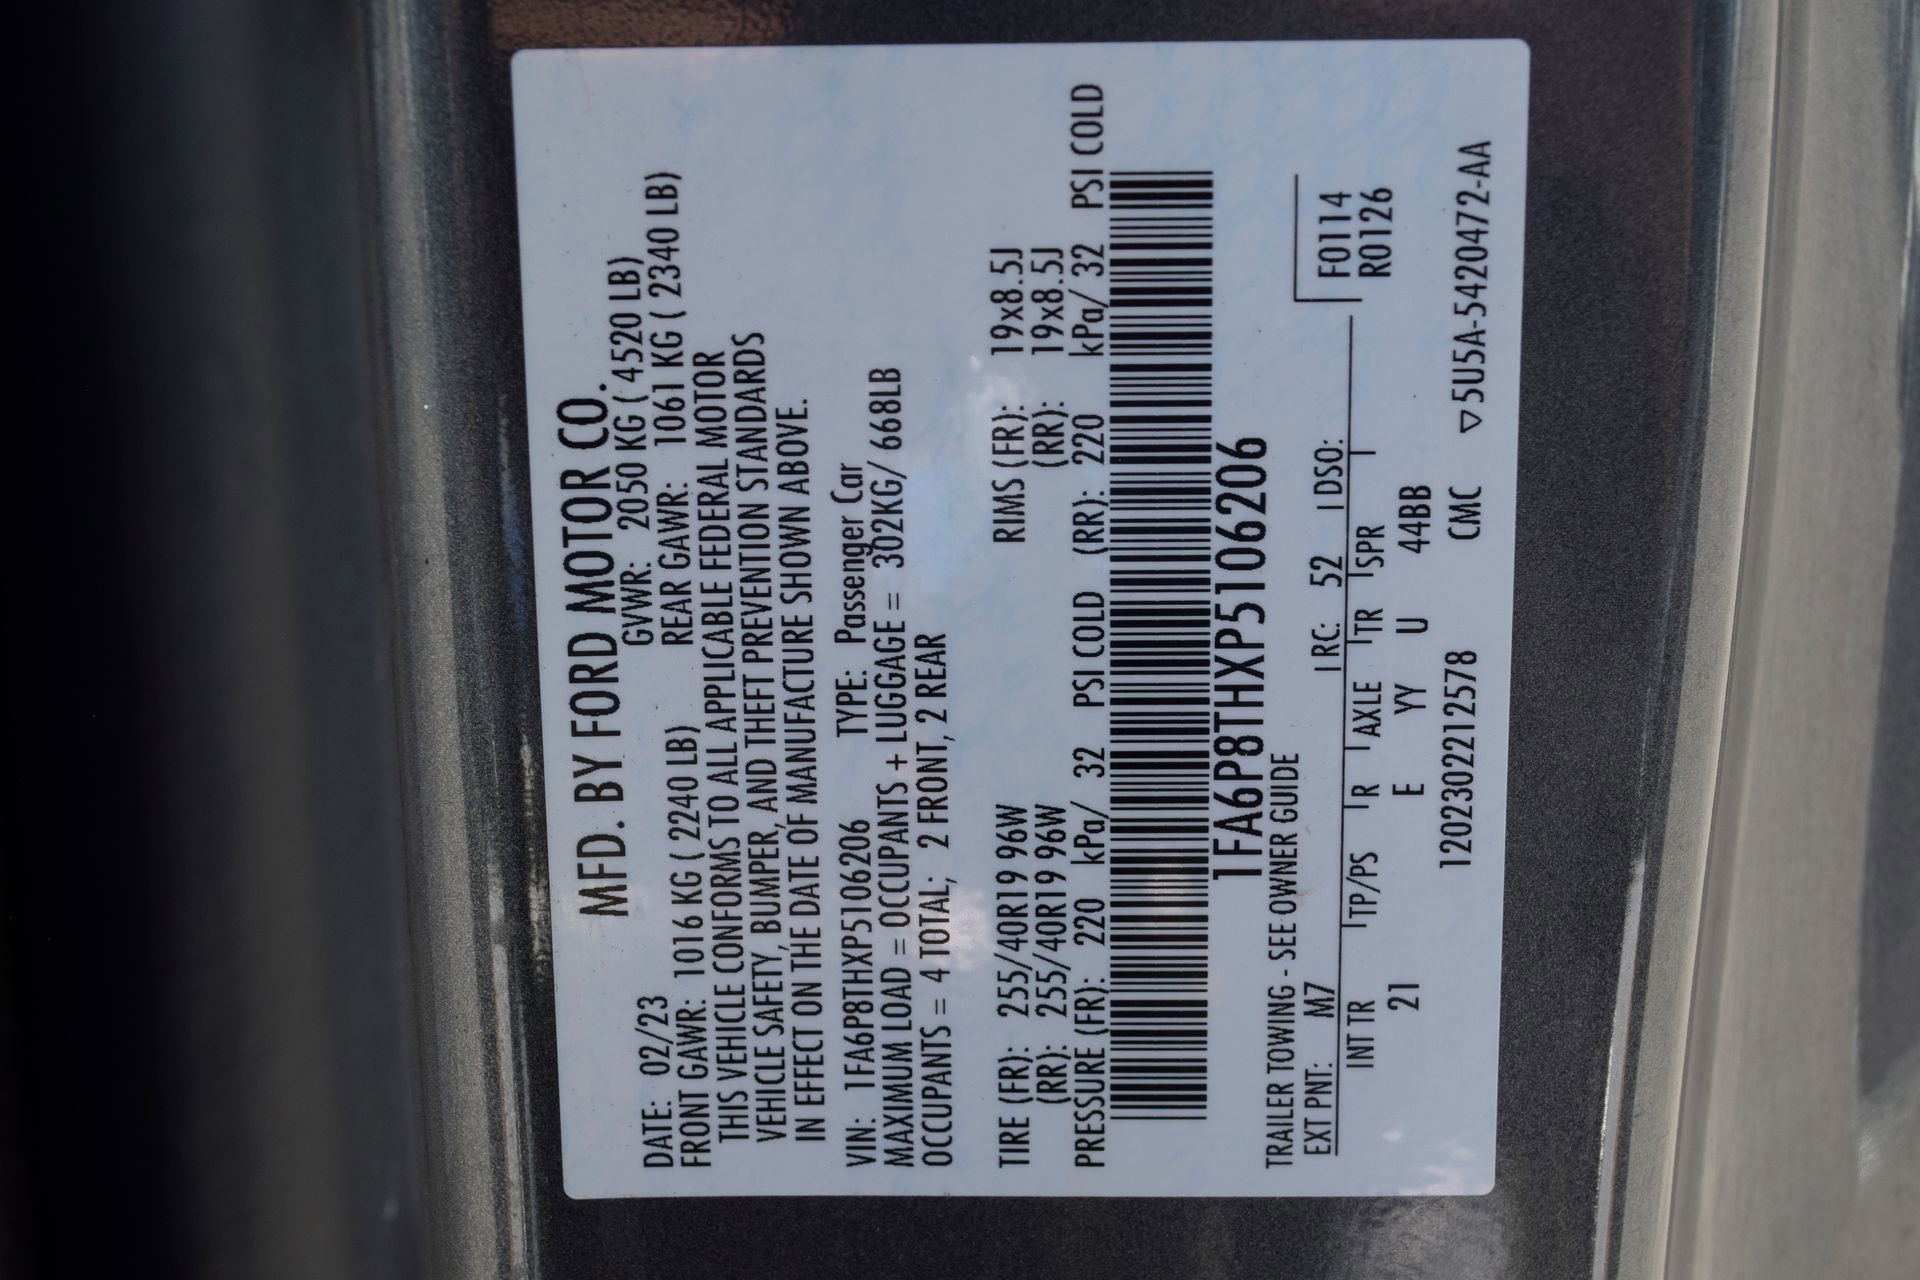 MFD. BY FORD MOTOR CO.
DATE: 02/23 GVWR: 2050 KG ( 4520 LB)
FRONT GAWR: 1016 KG ( 2240 LB) REAR GAWR: 1061 KG ( 2340 LB)
THIS VEHICLE CONFORMS TO ALL APPLICABLE FEDERAL MOTOR
VEHICLE SAFETY, BUMPER, AND THEFT PREVENTION STANDARDS
IN EFFECT ON THE DATE OF MANUFACTURE SHOWN ABOVE.
VIN: 1FA6P8THXP5106206 TYPE: Passenger Car
MAXIMUM LOAD = OCCUPANTS + LUGGAGE = 302KG/ 668LB
OCCUPANTS = 4 TOTAL; 2 FRONT, 2 REAR
TIRE (FR): 255/40R19 96W RIMS (FR): 19x8.5J
(RR): 255/40R19 96W (RR): 19x8.5J
PRESSURE (FR): 220 kPa/ 32 PSI COLD (RR): 220 kPa/ 32 PSI COLD
1FA6P8THXP5106206
TRAILER TOWING - SEE OWNER GUIDE
EXT PNT: M7 RC: 52 DSO: F0114
INT TR TP/PS R AXLE TR SPR R0126
21 E YY U 44BB
12023022112578 CMC ▽5U5A-5420472-AA